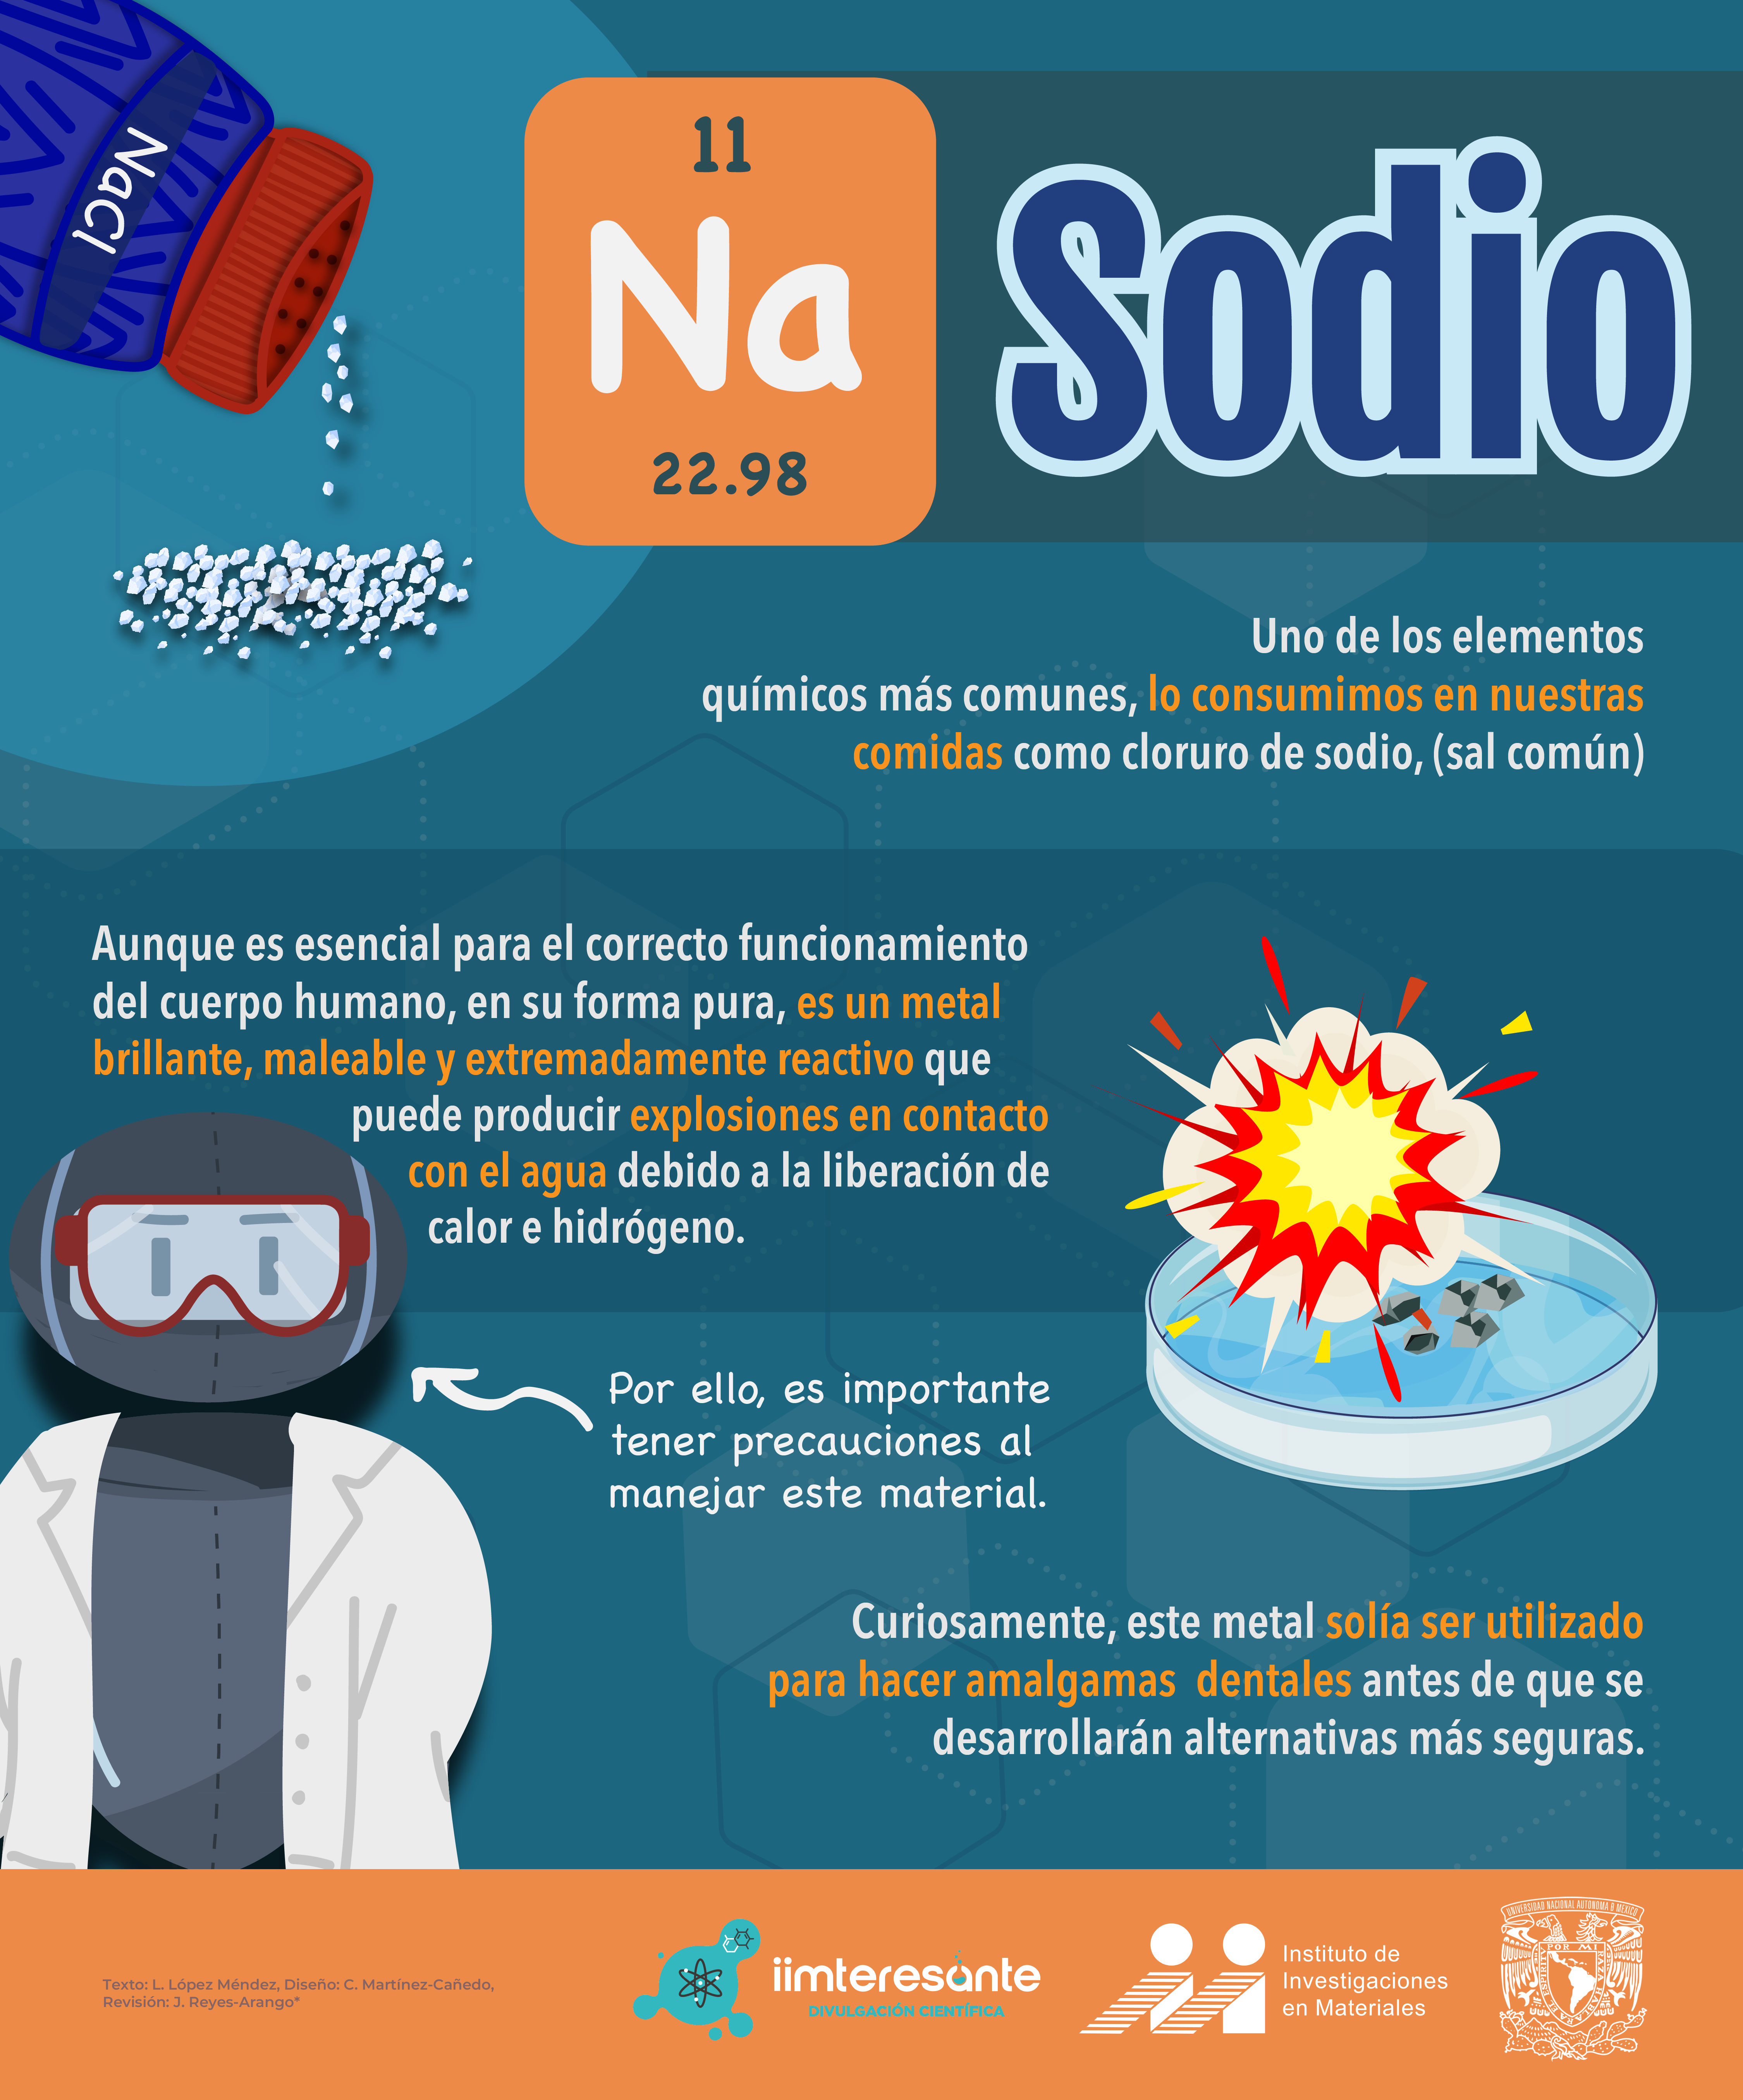 NaCl
11
Na
22.98
Sodio
Uno de los elementos
químicos más comunes, lo consumimos en nuestras
comidas como cloruro de sodio, (sal común)
Aunque es esencial para el correcto funcionamiento
del cuerpo humano, en su forma pura, es un metal
brillante, maleable y extremadamente reactivo que
puede producir explosiones en contacto
con el agua debido a la liberación de
calor e hidrógeno.
Por ello, es importante
tener precauciones al
manejar este material.
Curiosamente, este metal solía ser utilizado
para hacer amalgamas dentales antes de que se
desarrollarán alternativas más seguras.
Texto: L. López Méndez, Diseño: C. Martínez-Cañedo,
Revisión: J. Reyes-Arango*
iimteresante
DIVULGACIÓN CIENTÍFICA
Instituto de
Investigaciones
en Materiales
UNIVERSIDAD NACIONAL AUTONOMA D MEXICO
POR MI
RAZA HABLARA EL ESPIRITU